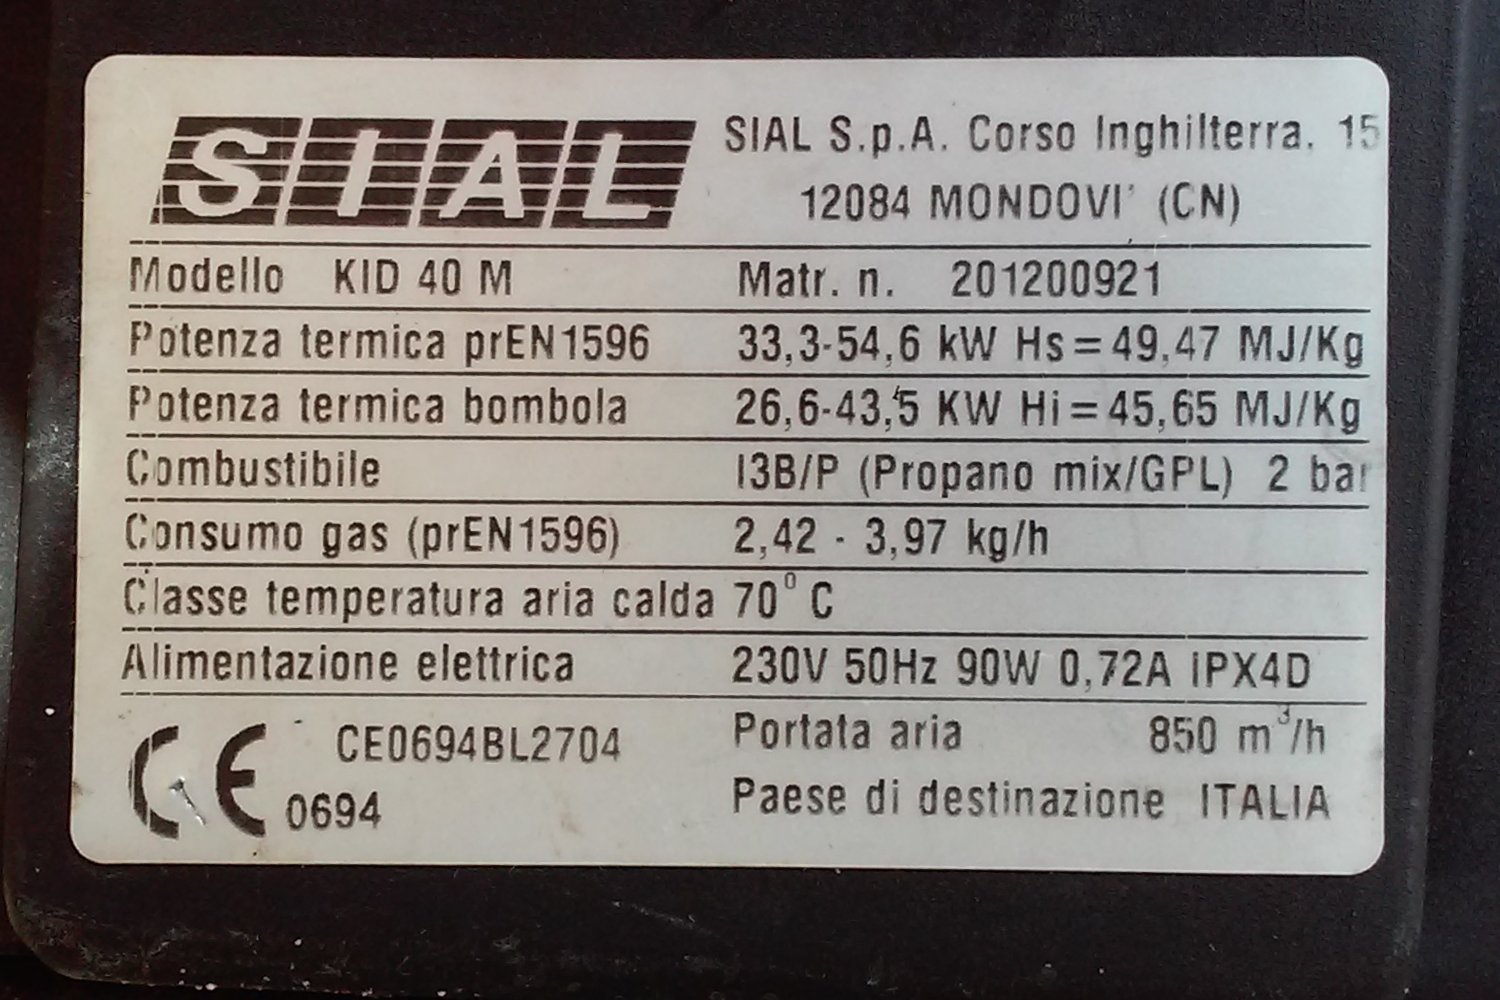 SIAL
SIAL S.p.A. Corso Inghilterra. 15
12084 MONDOVI' (CN)
Modello KID 40 M Matr. n. 201200921
Potenza termica prEN1596 33,3-54,6 kW Hs=49,47 MJ/Kg
Potenza termica bombola 26,6-43,5 KW Hi=45,65 MJ/Kg
Combustibile I3B/P (Propano mix/GPL) 2 bar
Consumo gas (prEN1596) 2,42 - 3,97 kg/h
Classe temperatura aria calda 70° C
Alimentazione elettrica 230V 50Hz 90W 0,72A IPX4D
CE CE0694BL2704 Portata aria 850 m³/h
0694 Paese di destinazione ITALIA